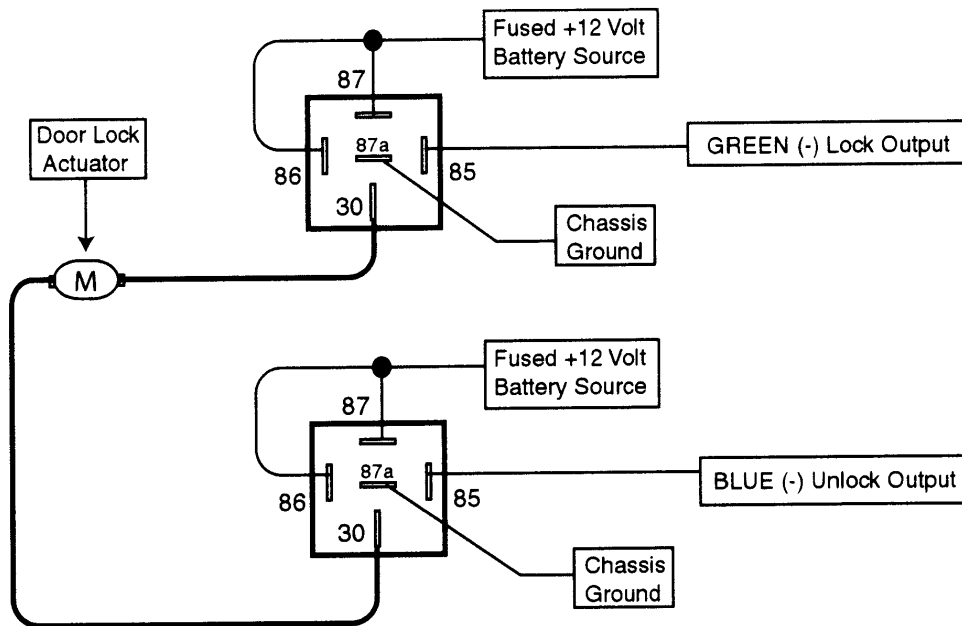 Fused +12 Volt
Battery Source
87
Door Lock
Actuator
87a
86
85
GREEN (-) Lock Output
30
Chassis
Ground
M
Fused +12 Volt
Battery Source
87
87a
86
85
BLUE (-) Unlock Output
30
Chassis
Ground